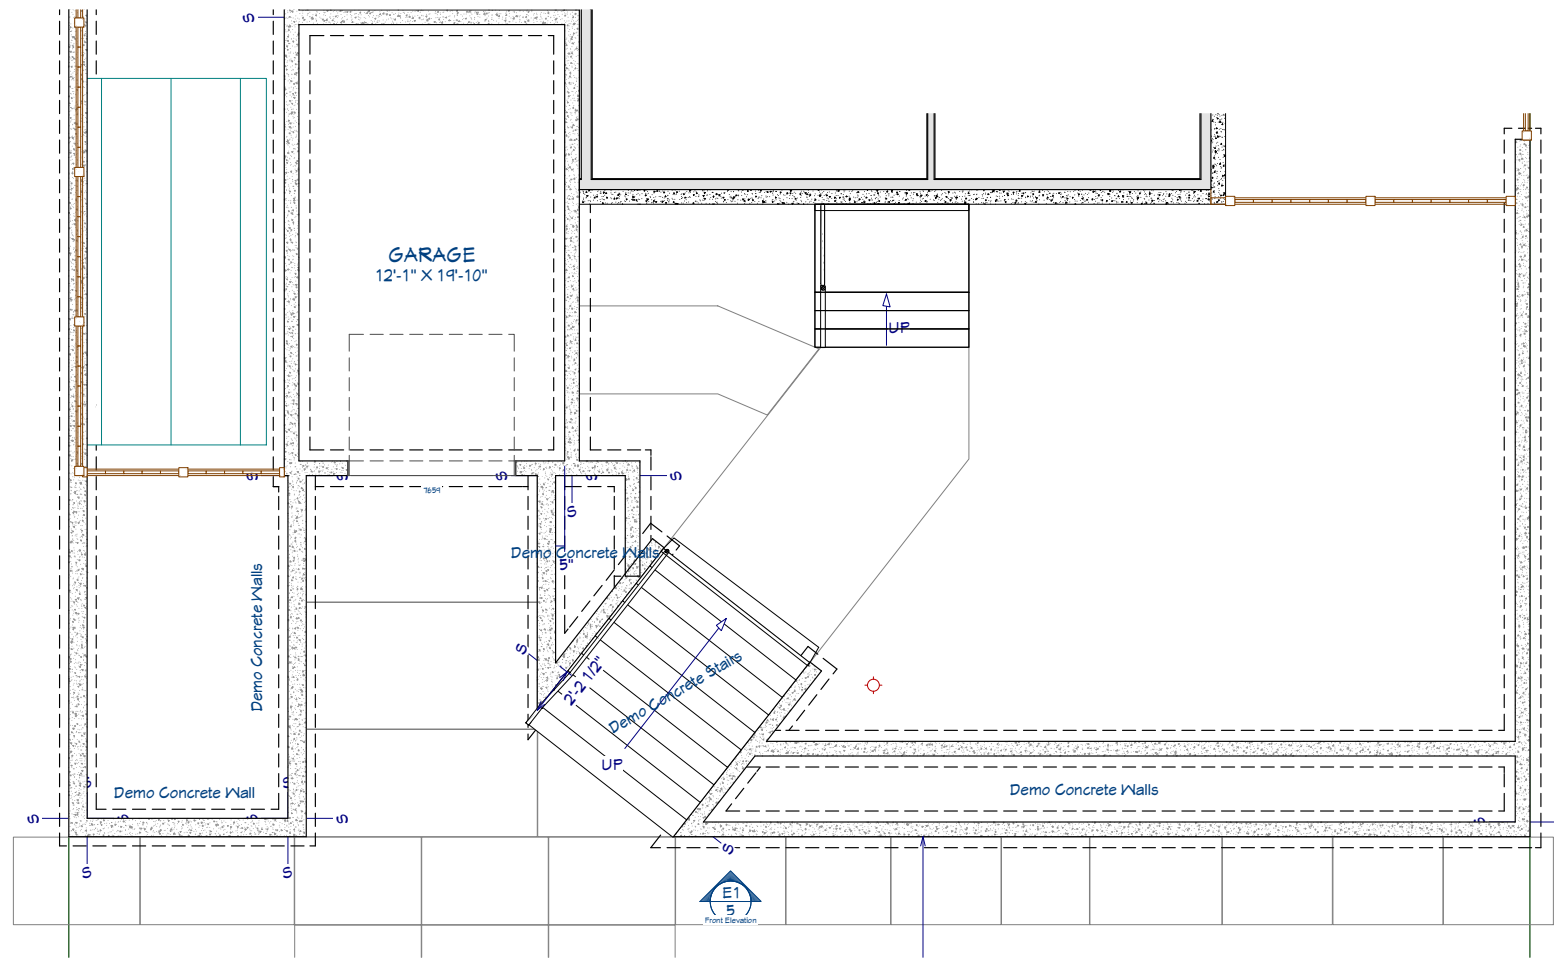 S
GARAGE
12'-1" X 19'-10"
UP
S
S
S
S
S
7659
S
Demo Concrete Walls
5"
Demo Concrete Walls
S
2'-2 1/2"
Demo Concrete Stairs
UP
S
S
Demo Concrete Wall
Demo Concrete Walls
S
S
S
S
S
S
S
S
E1
5
Front Elevation